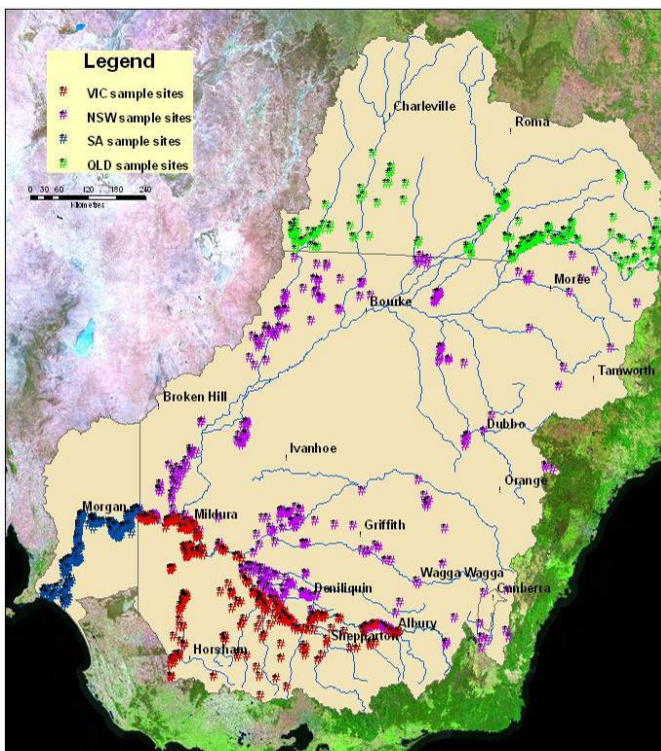 Legend
VIC sample sites
NSW sample sites
SA sample sites
QLD sample sites
0 30 60 120 180 240
Kilometres
Charleville
Roma
Moree
Bourke
Tamworth
Broken Hill
Dubbo
Ivanhoe
Orange
Morgan
Mildura
Griffith
Wagga Wagga
Canberra
Deniliquin
Albury
Shepparton
Horsham